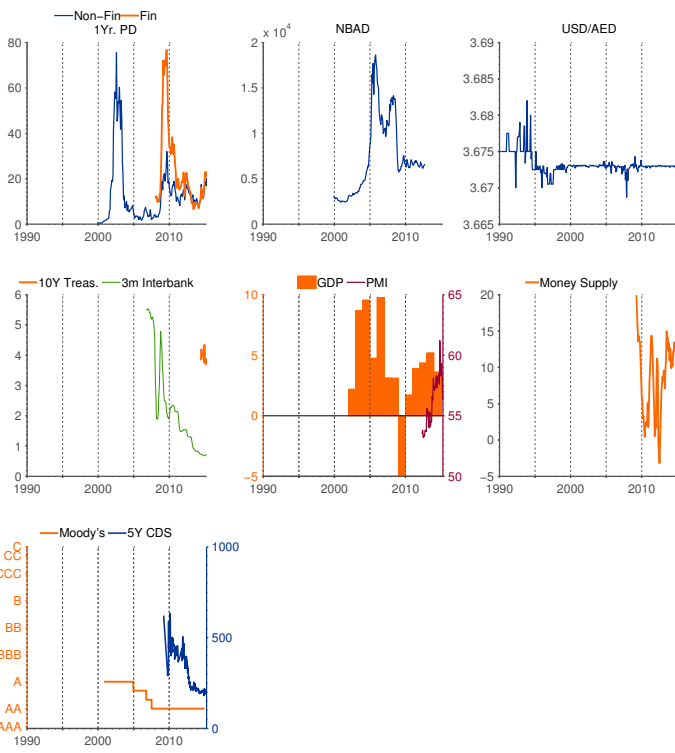 Non-Fin Fin
1Yr. PD
80
60
40
20
0
1990 2000 2010
NBAD
2 x 10^4
1.5
1
0.5
0
1990 2000 2010
USD/AED
3.69
3.685
3.68
3.675
3.67
3.665
1990 2000 2010
10Y Treas. 3m Interbank
6
5
4
3
2
1
0
1990 2000 2010
GDP PMI
10
5
0
−5
65
60
55
50
1990 2000 2010
Money Supply
20
15
10
5
0
−5
1990 2000 2010
Moody's 5Y CDS
C
CC
CCC
B
BB
BBB
A
AA
AAA
1000
500
0
1990 2000 2010